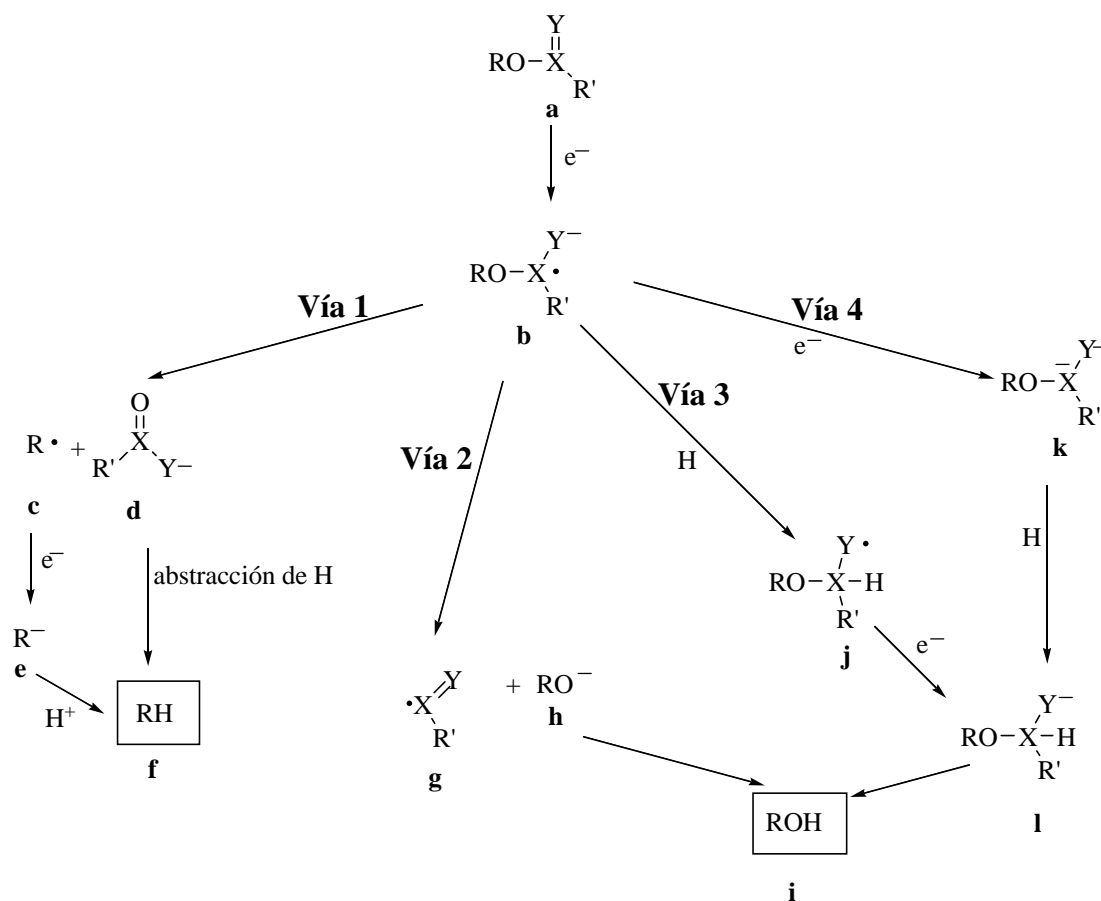 Y
RO X
R'
a
e−
Y−
RO X •
R'
b
Vía 1
Vía 2
Vía 3
Vía 4
e−
H
O
R • + X
R' Y−
c d
e−
abstracción de H
R−
e
H+
RH
f
• X Y
R'
g
+ RO −
h
Y •
RO X H
R'
j
e−
Y−
RO X −
R'
k
H
Y−
RO X H
R'
l
ROH
i